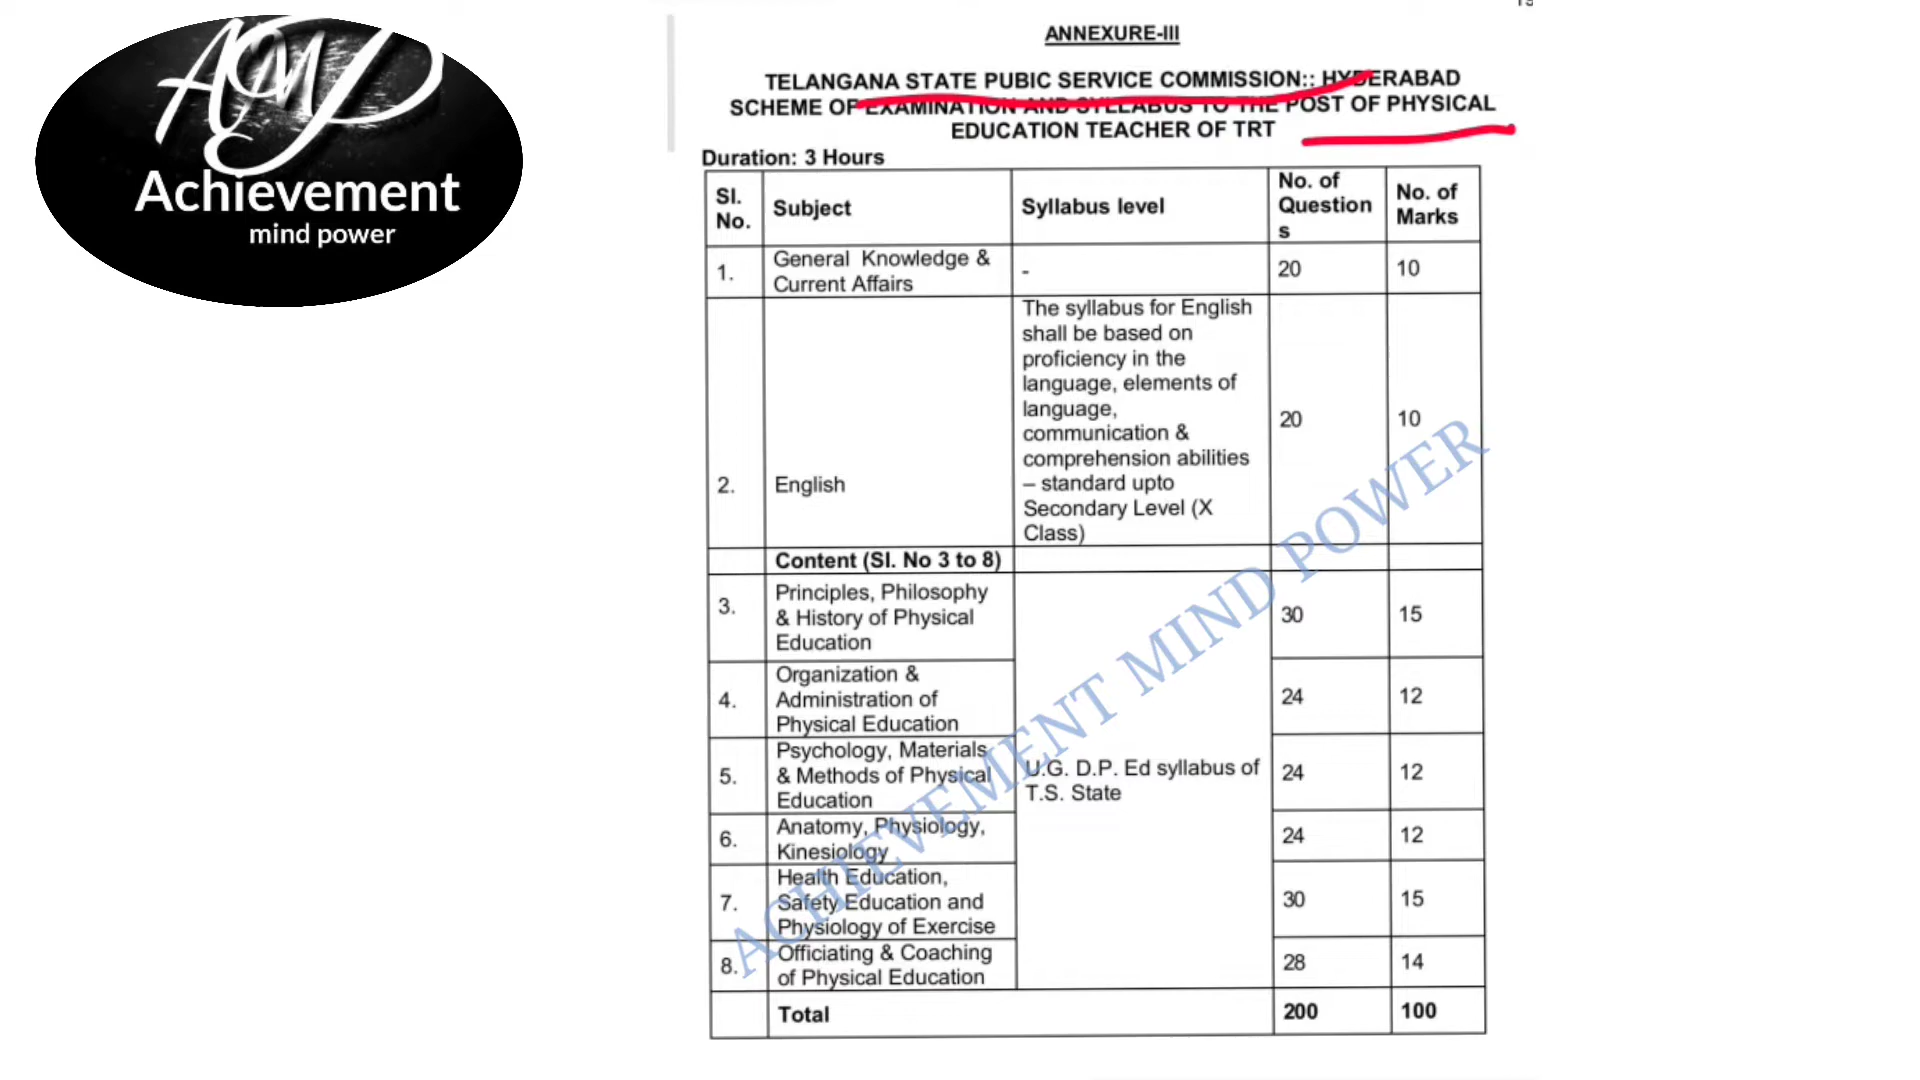 AMP
Achievement
mind power
ANNEXURE-III
TELANGANA STATE PUBIC SERVICE COMMISSION:: HYDERABAD
SCHEME OF EXAMINATION AND SYLLABUS TO THE POST OF PHYSICAL
EDUCATION TEACHER OF TRT
Duration: 3 Hours
Sl. No. Subject Syllabus level No. of Questions No. of Marks
1. General Knowledge & Current Affairs - 20 10
2. English The syllabus for English shall be based on proficiency in the language, elements of language, communication & comprehension abilities – standard upto Secondary Level (X Class) 20 10
Content (Sl. No 3 to 8)
3. Principles, Philosophy & History of Physical Education 30 15
4. Organization & Administration of Physical Education 24 12
5. Psychology, Materials & Methods of Physical Education U.G. D.P. Ed syllabus of T.S. State 24 12
6. Anatomy, Physiology, Kinesiology 24 12
7. Health Education, Safety Education and Physiology of Exercise 30 15
8. Officiating & Coaching of Physical Education 28 14
Total 200 100
ACHIEVEMENT MIND POWER